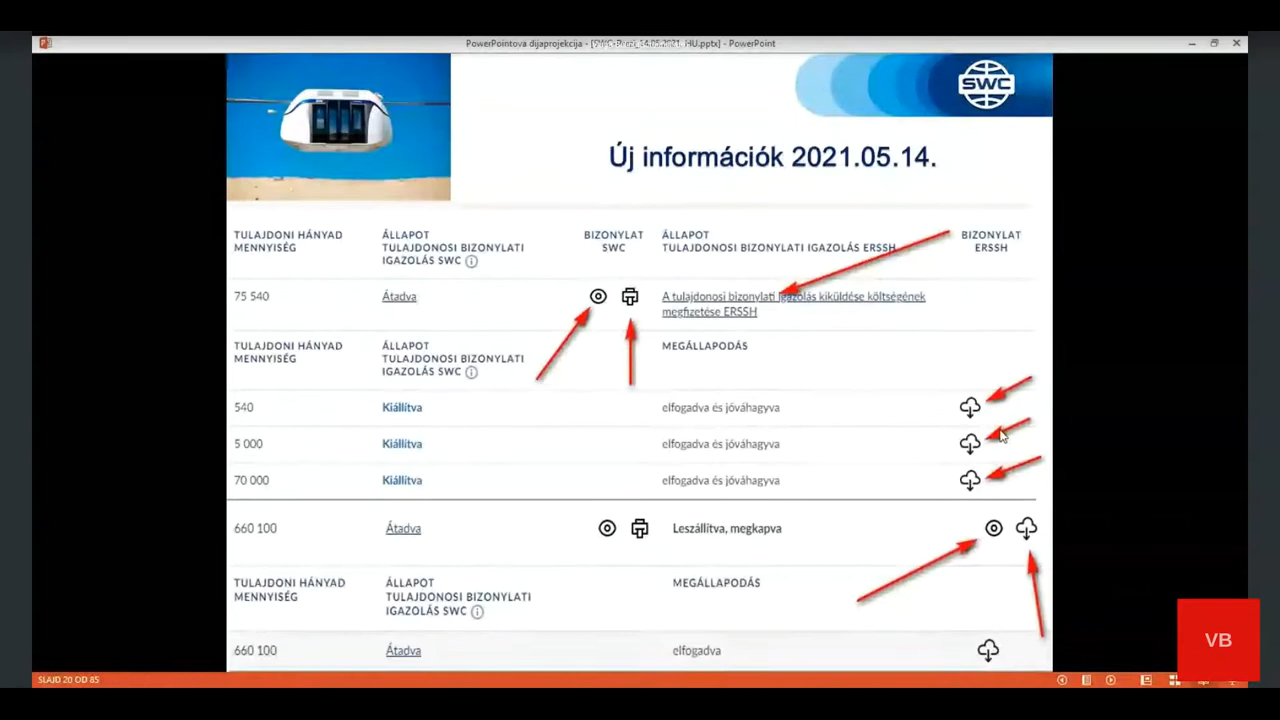 PowerPointova dijaprojekcija - [SWC-Prezi_14.05.2021._HU.pptx] - PowerPoint
SWC
Új információk 2021.05.14.
TULAJDONI HÁNYAD
MENNYISÉG
ÁLLAPOT
TULAJDONOSI BIZONYLATI
IGAZOLÁS SWC
BIZONYLAT
SWC
ÁLLAPOT
TULAJDONOSI BIZONYLATI IGAZOLÁS ERSSH
BIZONYLAT
ERSSH
75 540
Átadva
A tulajdonosi bizonylati igazolás kiküldése költségének
megfizetése ERSSH
TULAJDONI HÁNYAD
MENNYISÉG
ÁLLAPOT
TULAJDONOSI BIZONYLATI
IGAZOLÁS SWC
MEGÁLLAPODÁS
540
Kiállítva
elfogadva és jóváhagyva
5 000
Kiállítva
elfogadva és jóváhagyva
70 000
Kiállítva
elfogadva és jóváhagyva
660 100
Átadva
Leszállítva, megkapva
TULAJDONI HÁNYAD
MENNYISÉG
ÁLLAPOT
TULAJDONOSI BIZONYLATI
IGAZOLÁS SWC
MEGÁLLAPODÁS
660 100
Átadva
elfogadva
VB
SLAJD 20 OD 85